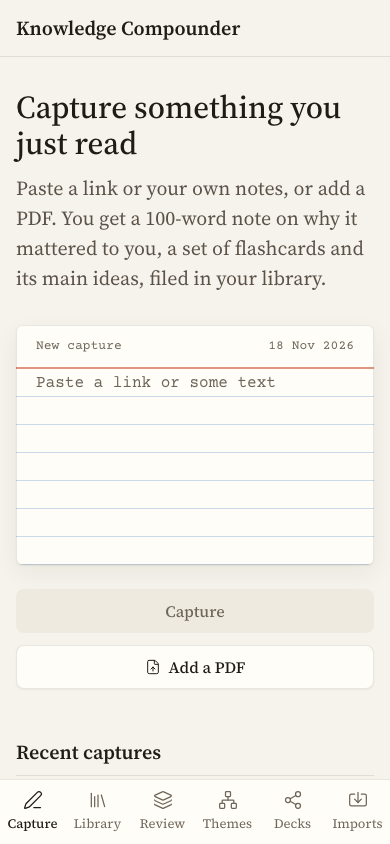 Knowledge Compounder
Capture something you
just read
Paste a link or your own notes, or add a
PDF. You get a 100-word note on why it
mattered to you, a set of flashcards and
its main ideas, filed in your library.
New capture 18 Nov 2026
Paste a link or some text
Capture
Add a PDF
Recent captures
Capture Library Review Themes Decks Imports